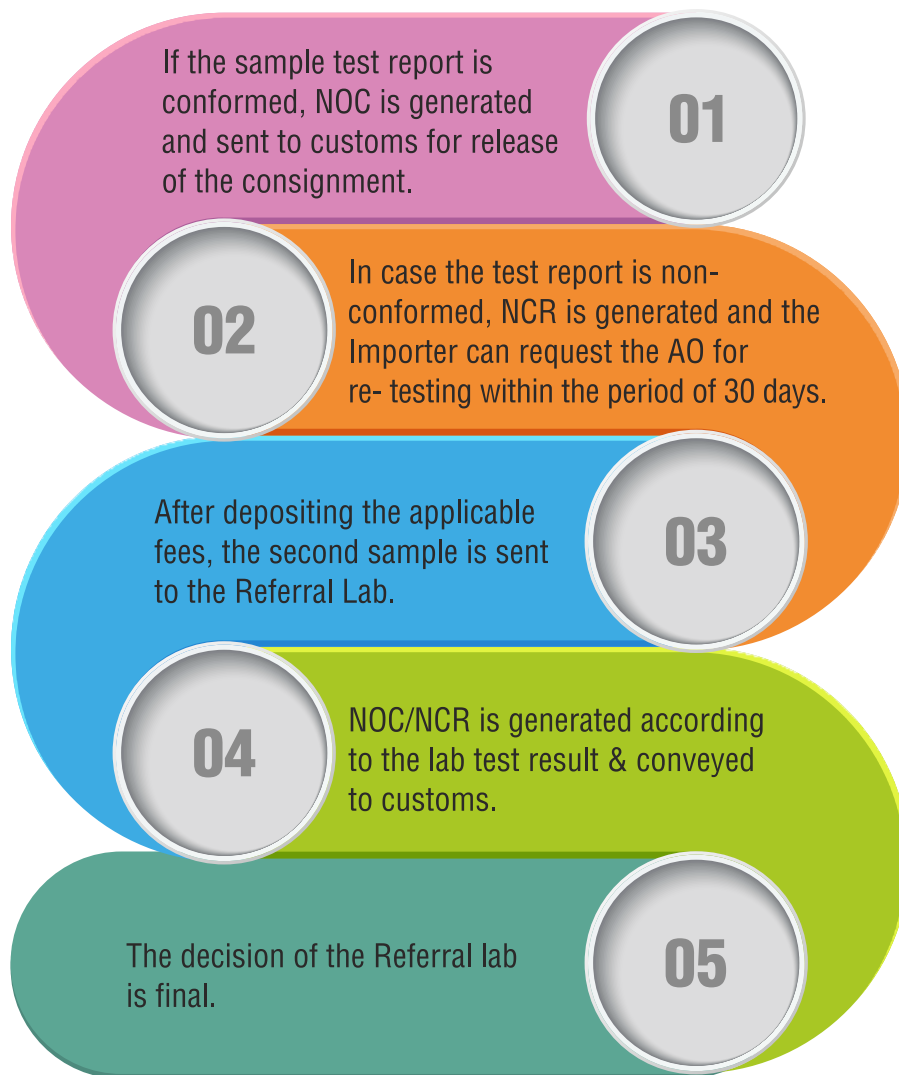 If the sample test report is
conformed, NOC is generated
and sent to customs for release
of the consignment.
01
02
In case the test report is non-
conformed, NCR is generated and the
Importer can request the AO for
re- testing within the period of 30 days.
After depositing the applicable
fees, the second sample is sent
to the Referral Lab.
03
04
NOC/NCR is generated according
to the lab test result & conveyed
to customs.
The decision of the Referral lab
is final.
05